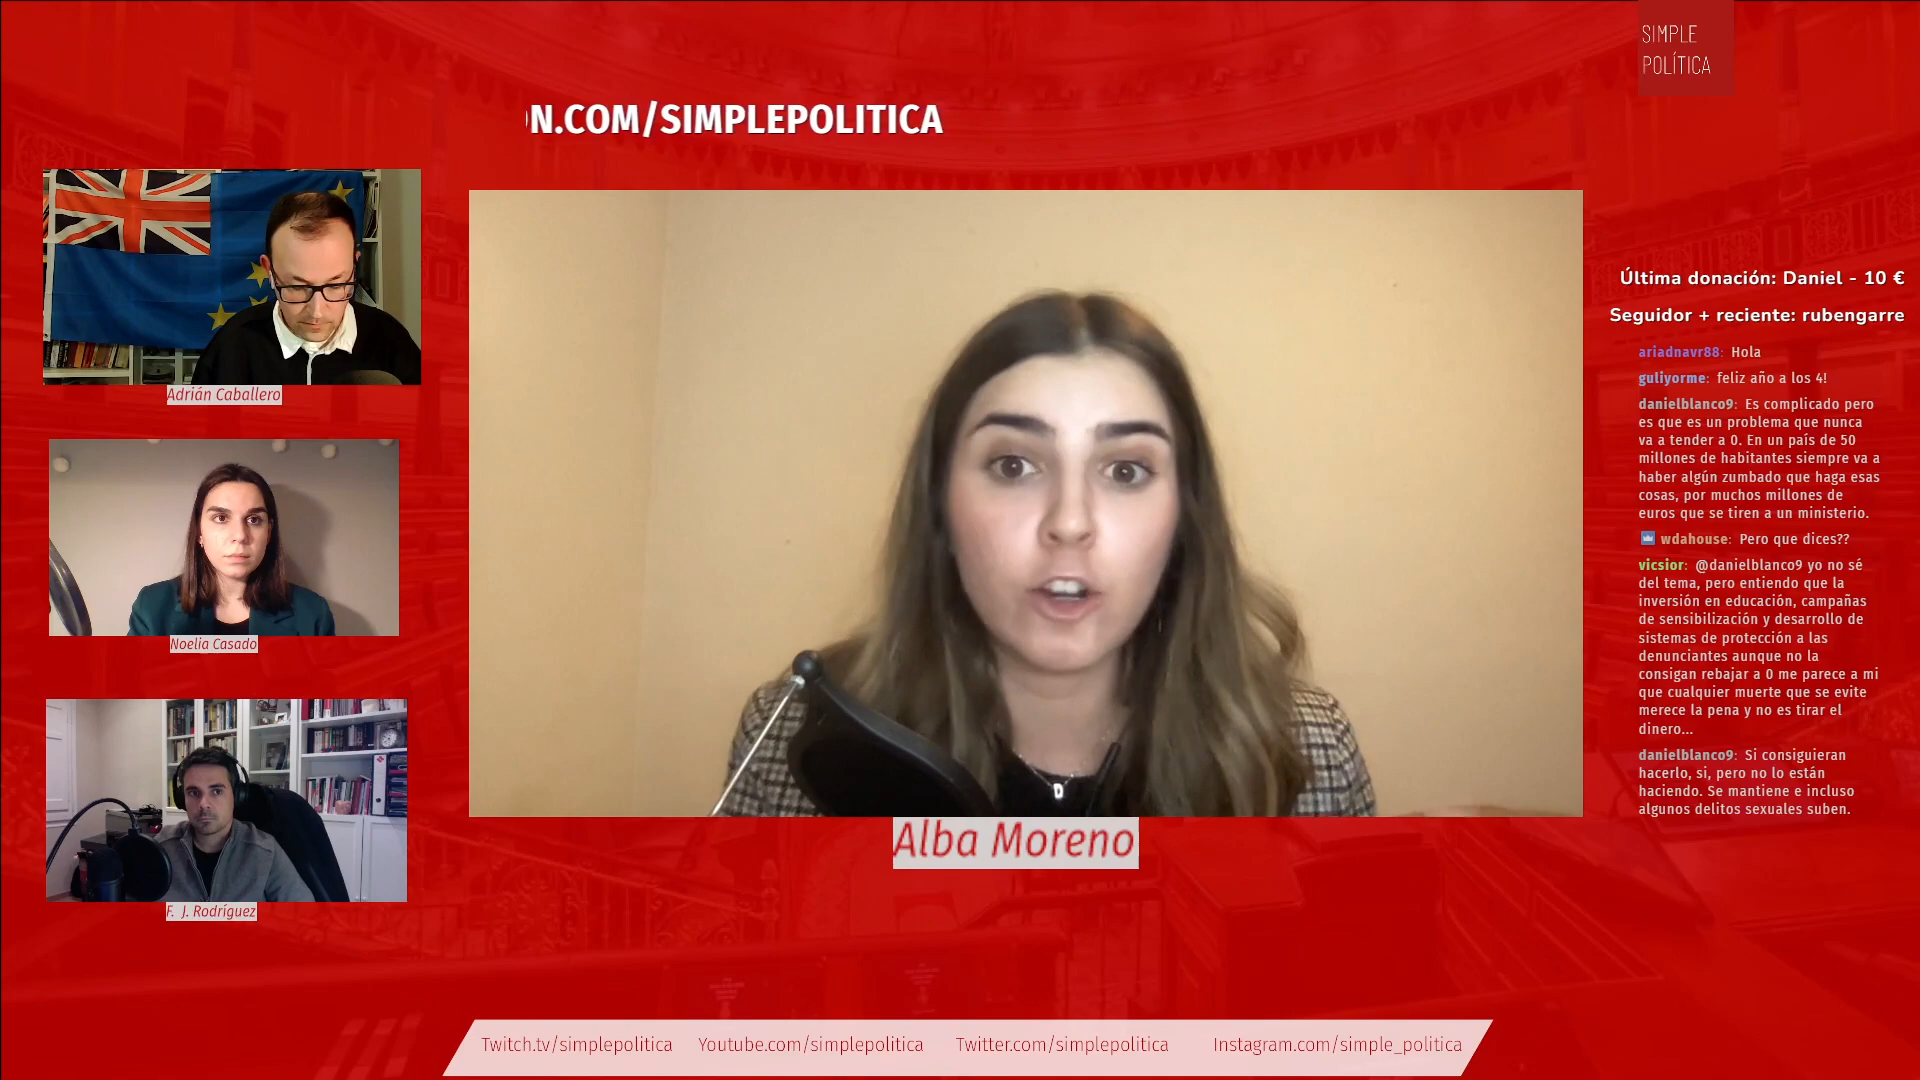 SIMPLE
POLÍTICA
N.COM/SIMPLEPOLITICA
Adrián Caballero
Noelia Casado
F. J. Rodríguez
Alba Moreno
Última donación: Daniel - 10 €
Seguidor + reciente: rubengarre
ariadnavr88: Hola
guliyorme: feliz año a los 4!
danielblanco9: Es complicado pero
es que es un problema que nunca
va a tender a 0. En un país de 50
millones de habitantes siempre va a
haber algún zumbado que haga esas
cosas, por muchos millones de
euros que se tiren a un ministerio.
wdahouse: Pero que dices??
vicsior: @danielblanco9 yo no sé
del tema, pero entiendo que la
inversión en educación, campañas
de sensibilización y desarrollo de
sistemas de protección a las
denunciantes aunque no la
consigan rebajar a 0 me parece a mi
que cualquier muerte que se evite
merece la pena y no es tirar el
dinero...
danielblanco9: Si consiguieran
hacerlo, si, pero no lo están
haciendo. Se mantiene e incluso
algunos delitos sexuales suben.
Twitch.tv/simplepolitica Youtube.com/simplepolitica Twitter.com/simplepolitica Instagram.com/simple_politica